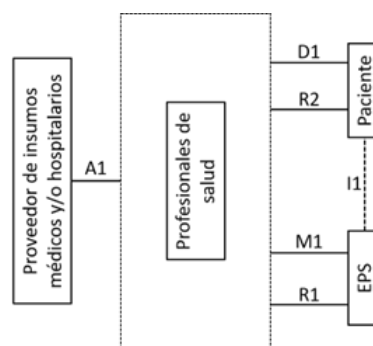 Proveedor de insumos
médicos y/o hospitalarios
A1
Profesionales de
salud
D1
R2
Paciente
I1
M1
R1
EPS